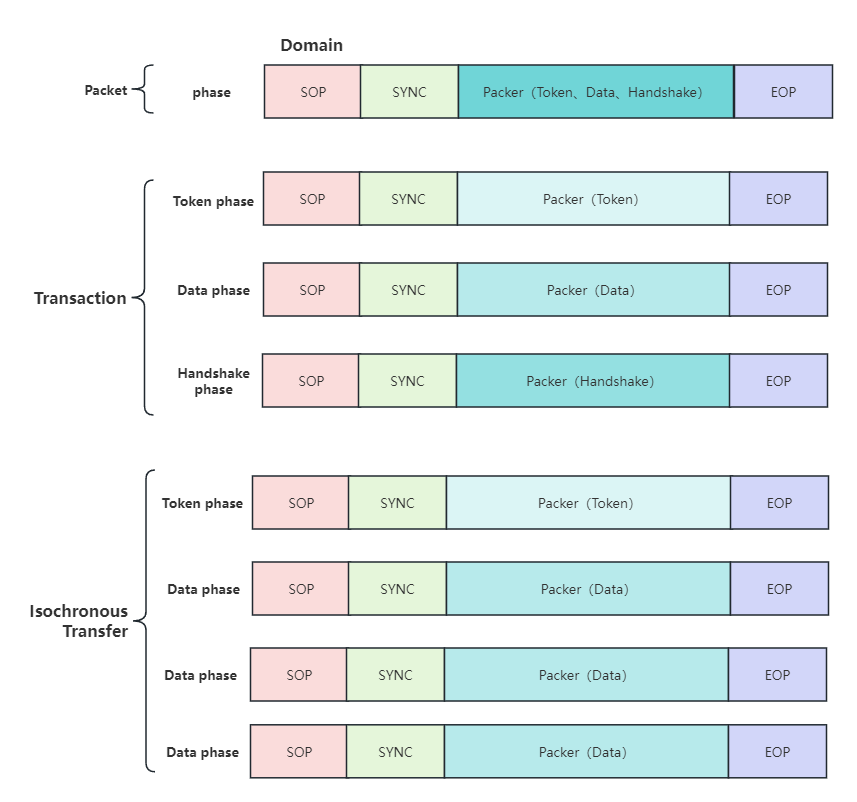 Domain
Packet
phase
SOP
SYNC
Packer（Token、Data、Handshake）
EOP
Transaction
Token phase
SOP
SYNC
Packer（Token）
EOP
Data phase
SOP
SYNC
Packer（Data）
EOP
Handshake
phase
SOP
SYNC
Packer（Handshake）
EOP
Isochronous
Transfer
Token phase
SOP
SYNC
Packer（Token）
EOP
Data phase
SOP
SYNC
Packer（Data）
EOP
Data phase
SOP
SYNC
Packer（Data）
EOP
Data phase
SOP
SYNC
Packer（Data）
EOP